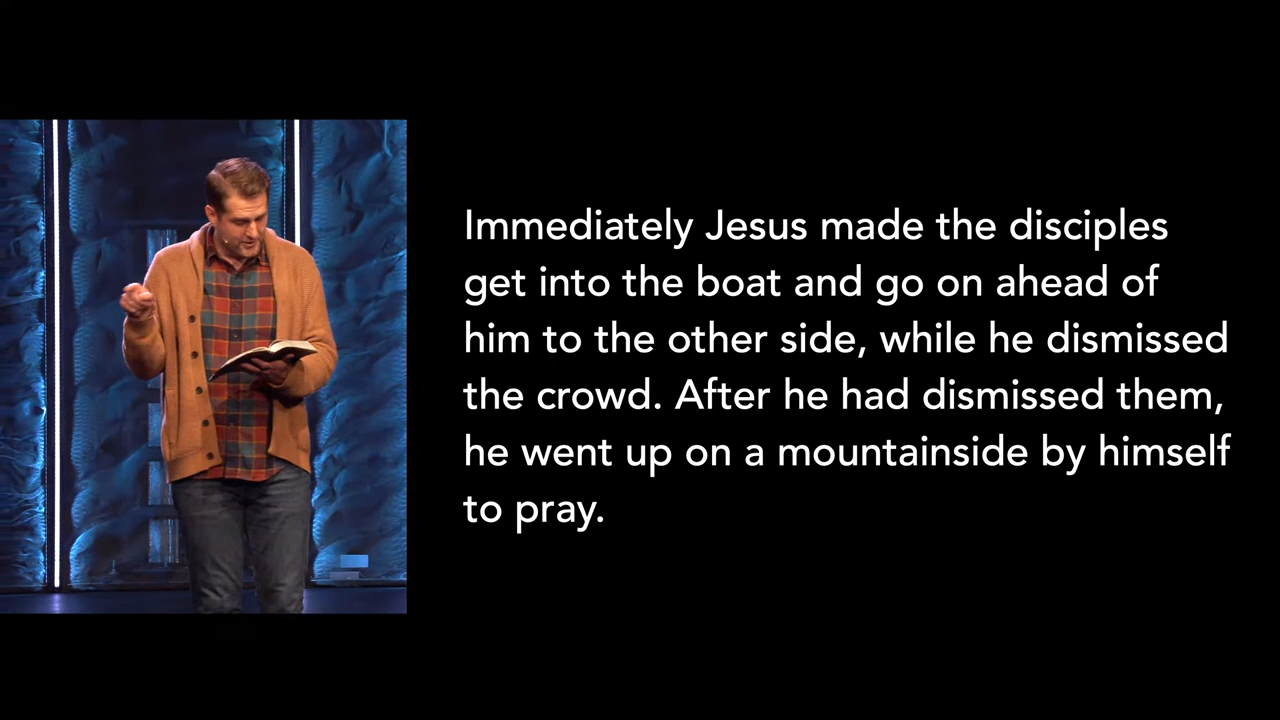 Immediately Jesus made the disciples
get into the boat and go on ahead of
him to the other side, while he dismissed
the crowd. After he had dismissed them,
he went up on a mountainside by himself
to pray.